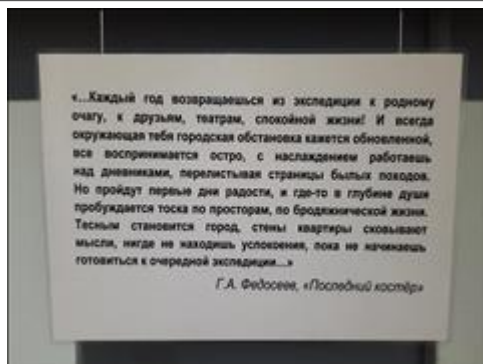 «...Каждый год возвращаешься из экспедиции к родному
очагу, к друзьям, театрам, спокойной жизни! И всегда
окружающая тебя городская обстановка кажется обновленной,
все воспринимается остро, с наслаждением работаешь
над дневниками, перелистывая страницы былых походов.
Но пройдут первые дни радости, и где-то в глубине души
пробуждается тоска по просторам, по бродяжнической жизни.
Тесным становится город, стены квартиры сковывают
мысли, нигде не находишь успокоения, пока не начинаешь
готовиться к очередной экспедиции...»
Г.А. Федосеев, «Последний костёр»